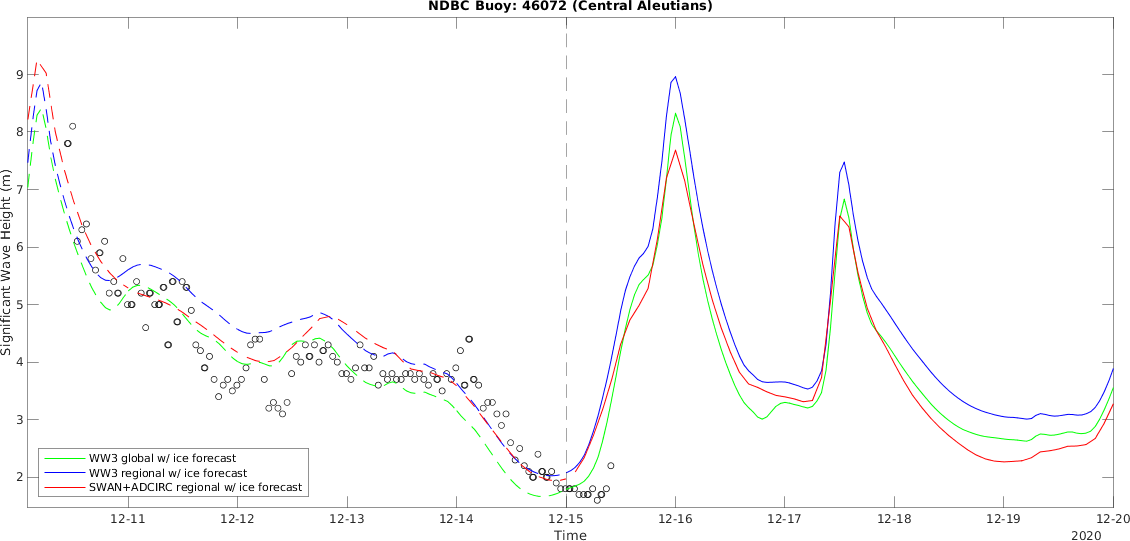 NDBC Buoy: 46072 (Central Aleutians)
Significant Wave Height (m)
9
8
7
6
5
4
3
2
WW3 global w/ ice forecast
WW3 regional w/ ice forecast
SWAN+ADCIRC regional w/ ice forecast
12-11 12-12 12-13 12-14 12-15 12-16 12-17 12-18 12-19 12-20
Time 2020